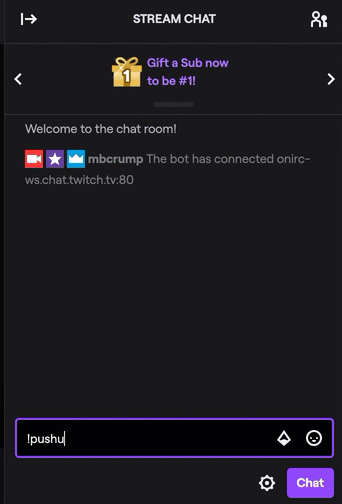 STREAM CHAT
1
Gift a Sub now
to be #1!
Welcome to the chat room!
mbcrump The bot has connected onirc-
ws.chat.twitch.tv:80
!pushu
Chat